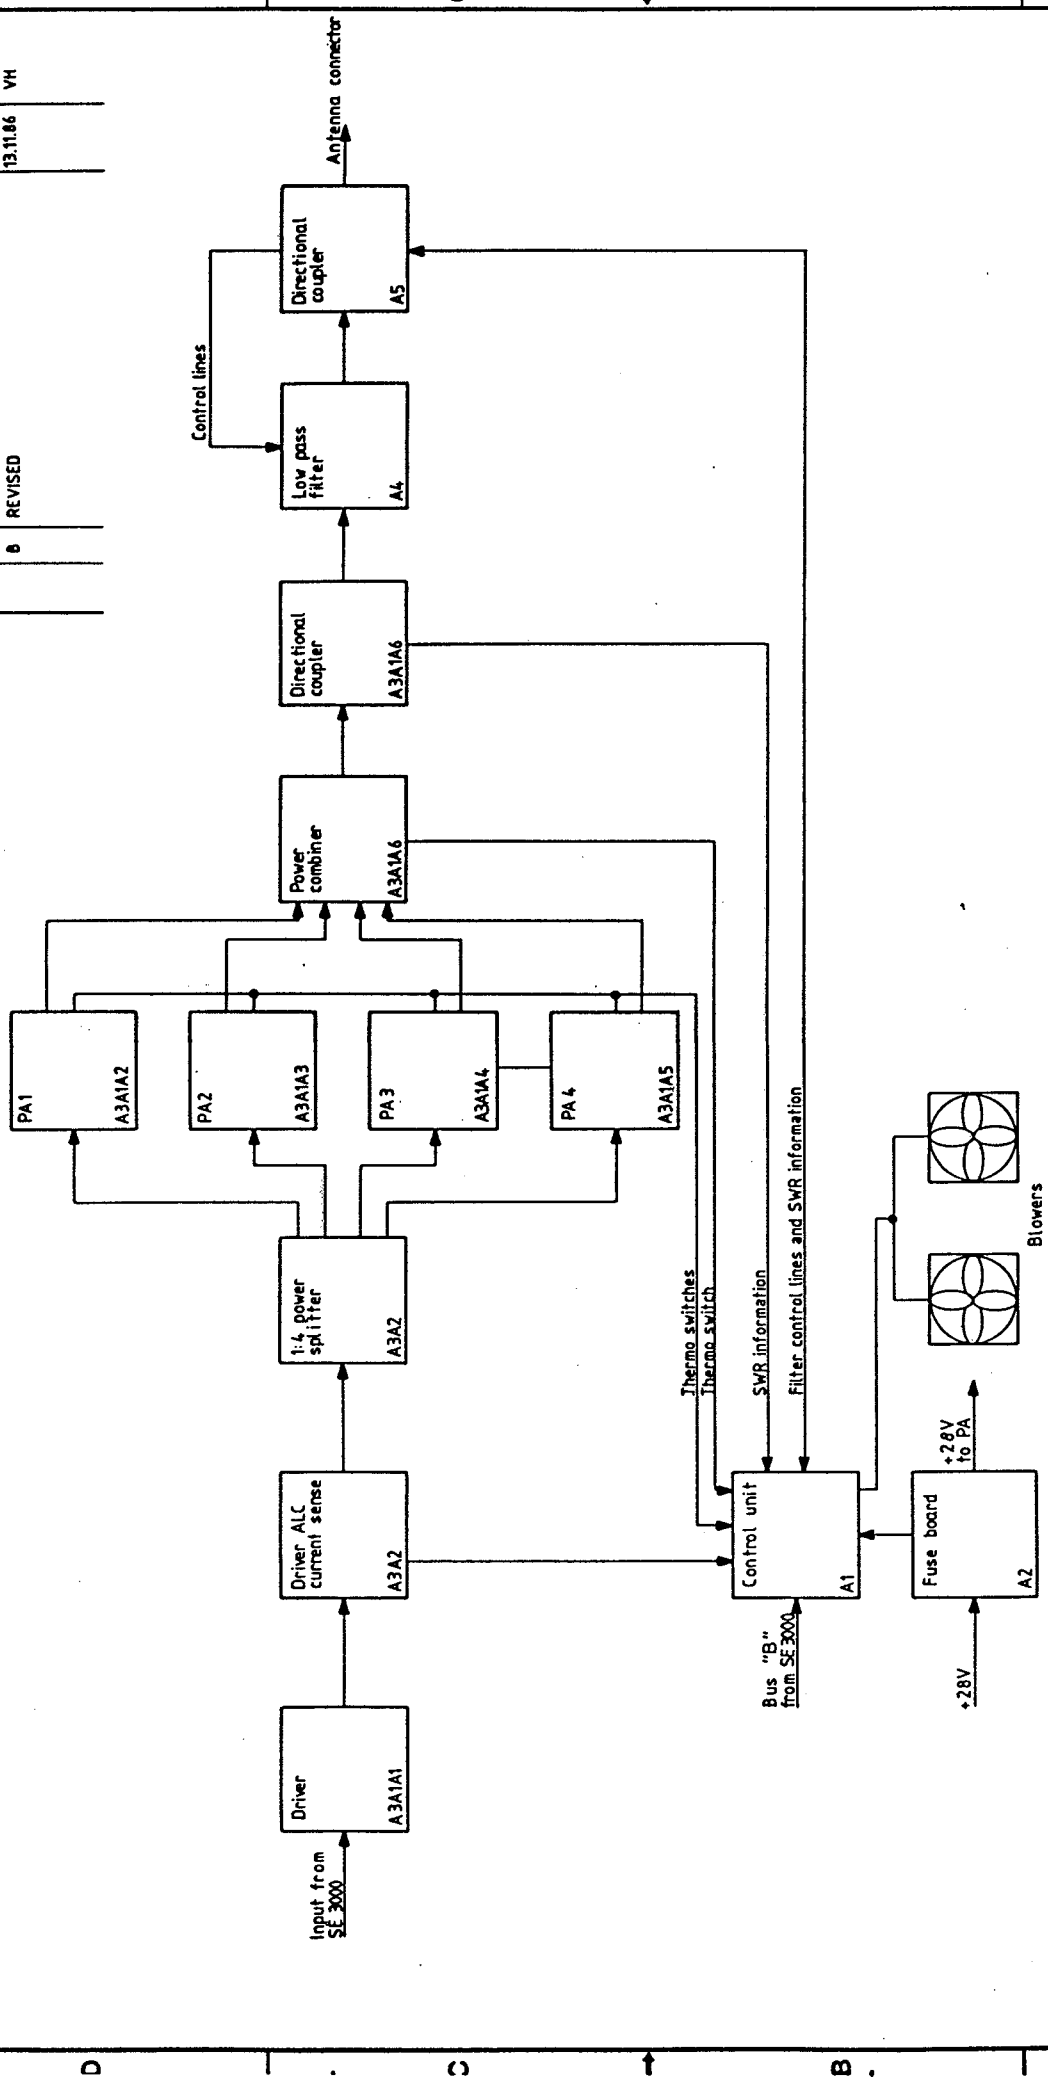 B REVISED 13.11.86 VH
D
C
B
Input from
SE 3000
Driver
A3A1A1
Driver ALC
current sense
A3A2
1:4 power
splitter
A3A2
PA1
A3A1A2
PA2
A3A1A3
PA3
A3A1A4
PA4
A3A1A5
Power
combiner
A3A1A6
Directional
coupler
A3A1A6
Low pass
filter
A4
Control lines
Directional
coupler
A5
Antenna connector
Thermo switches
Thermo switch
SWR information
Filter control lines and SWR information
Bus "B"
from SE3000
Control unit
A1
+28V
Fuse board
A2
+28V
to PA
Blowers